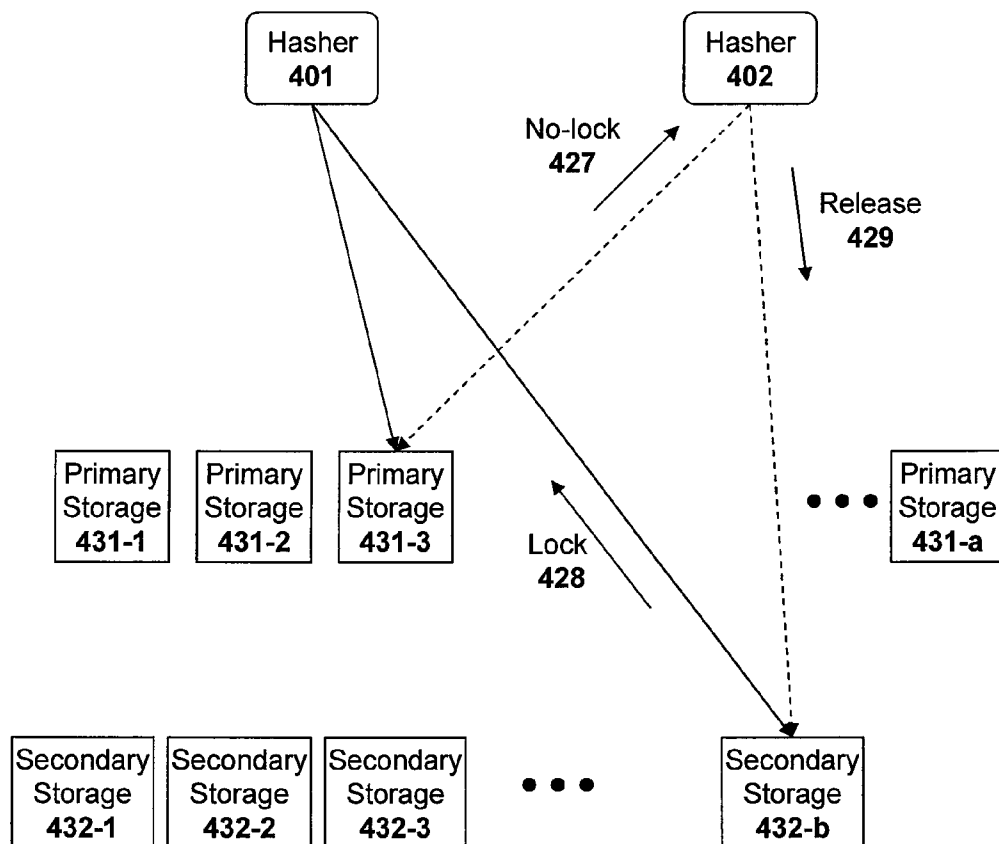 Hasher
401
Hasher
402
No-lock
427
Release
429
Primary
Storage
431-1
Primary
Storage
431-2
Primary
Storage
431-3
Primary
Storage
431-a
Lock
428
Secondary
Storage
432-1
Secondary
Storage
432-2
Secondary
Storage
432-3
Secondary
Storage
432-b